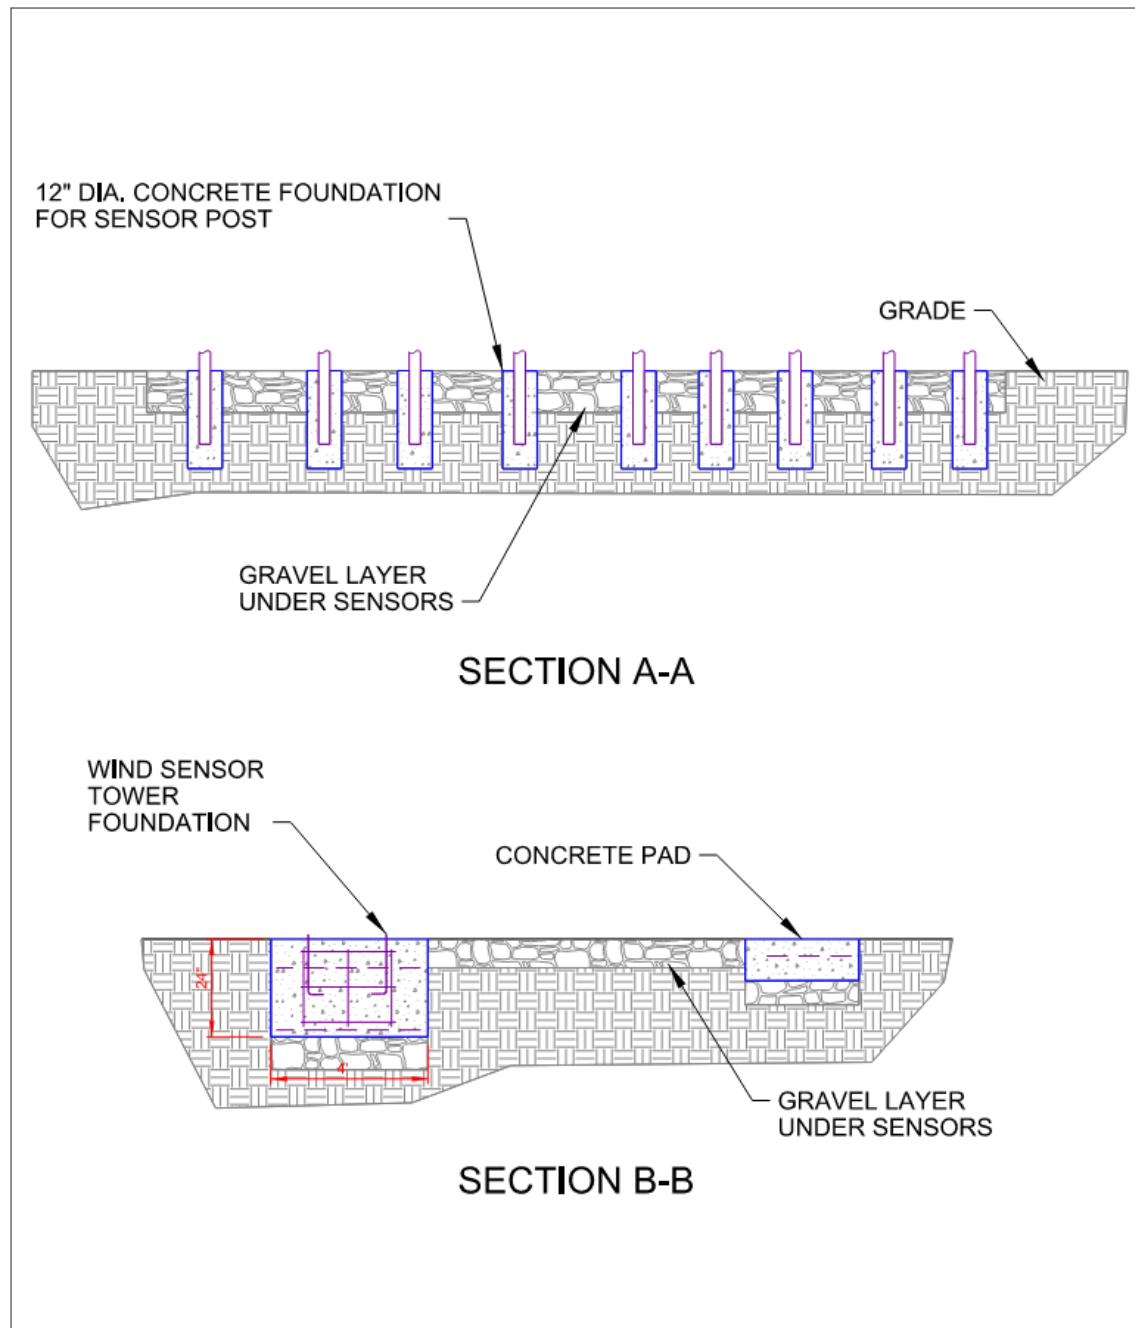 12" DIA. CONCRETE FOUNDATION
FOR SENSOR POST
GRADE
GRAVEL LAYER
UNDER SENSORS
SECTION A-A
WIND SENSOR
TOWER
FOUNDATION
CONCRETE PAD
24"
4'
GRAVEL LAYER
UNDER SENSORS
SECTION B-B